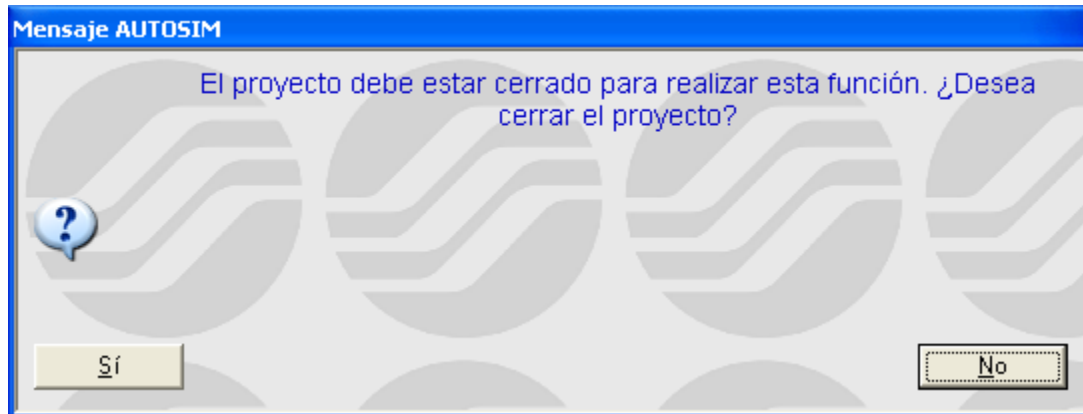 Mensaje AUTOSIM
El proyecto debe estar cerrado para realizar esta función. ¿Desea
cerrar el proyecto?
?
Sí
No